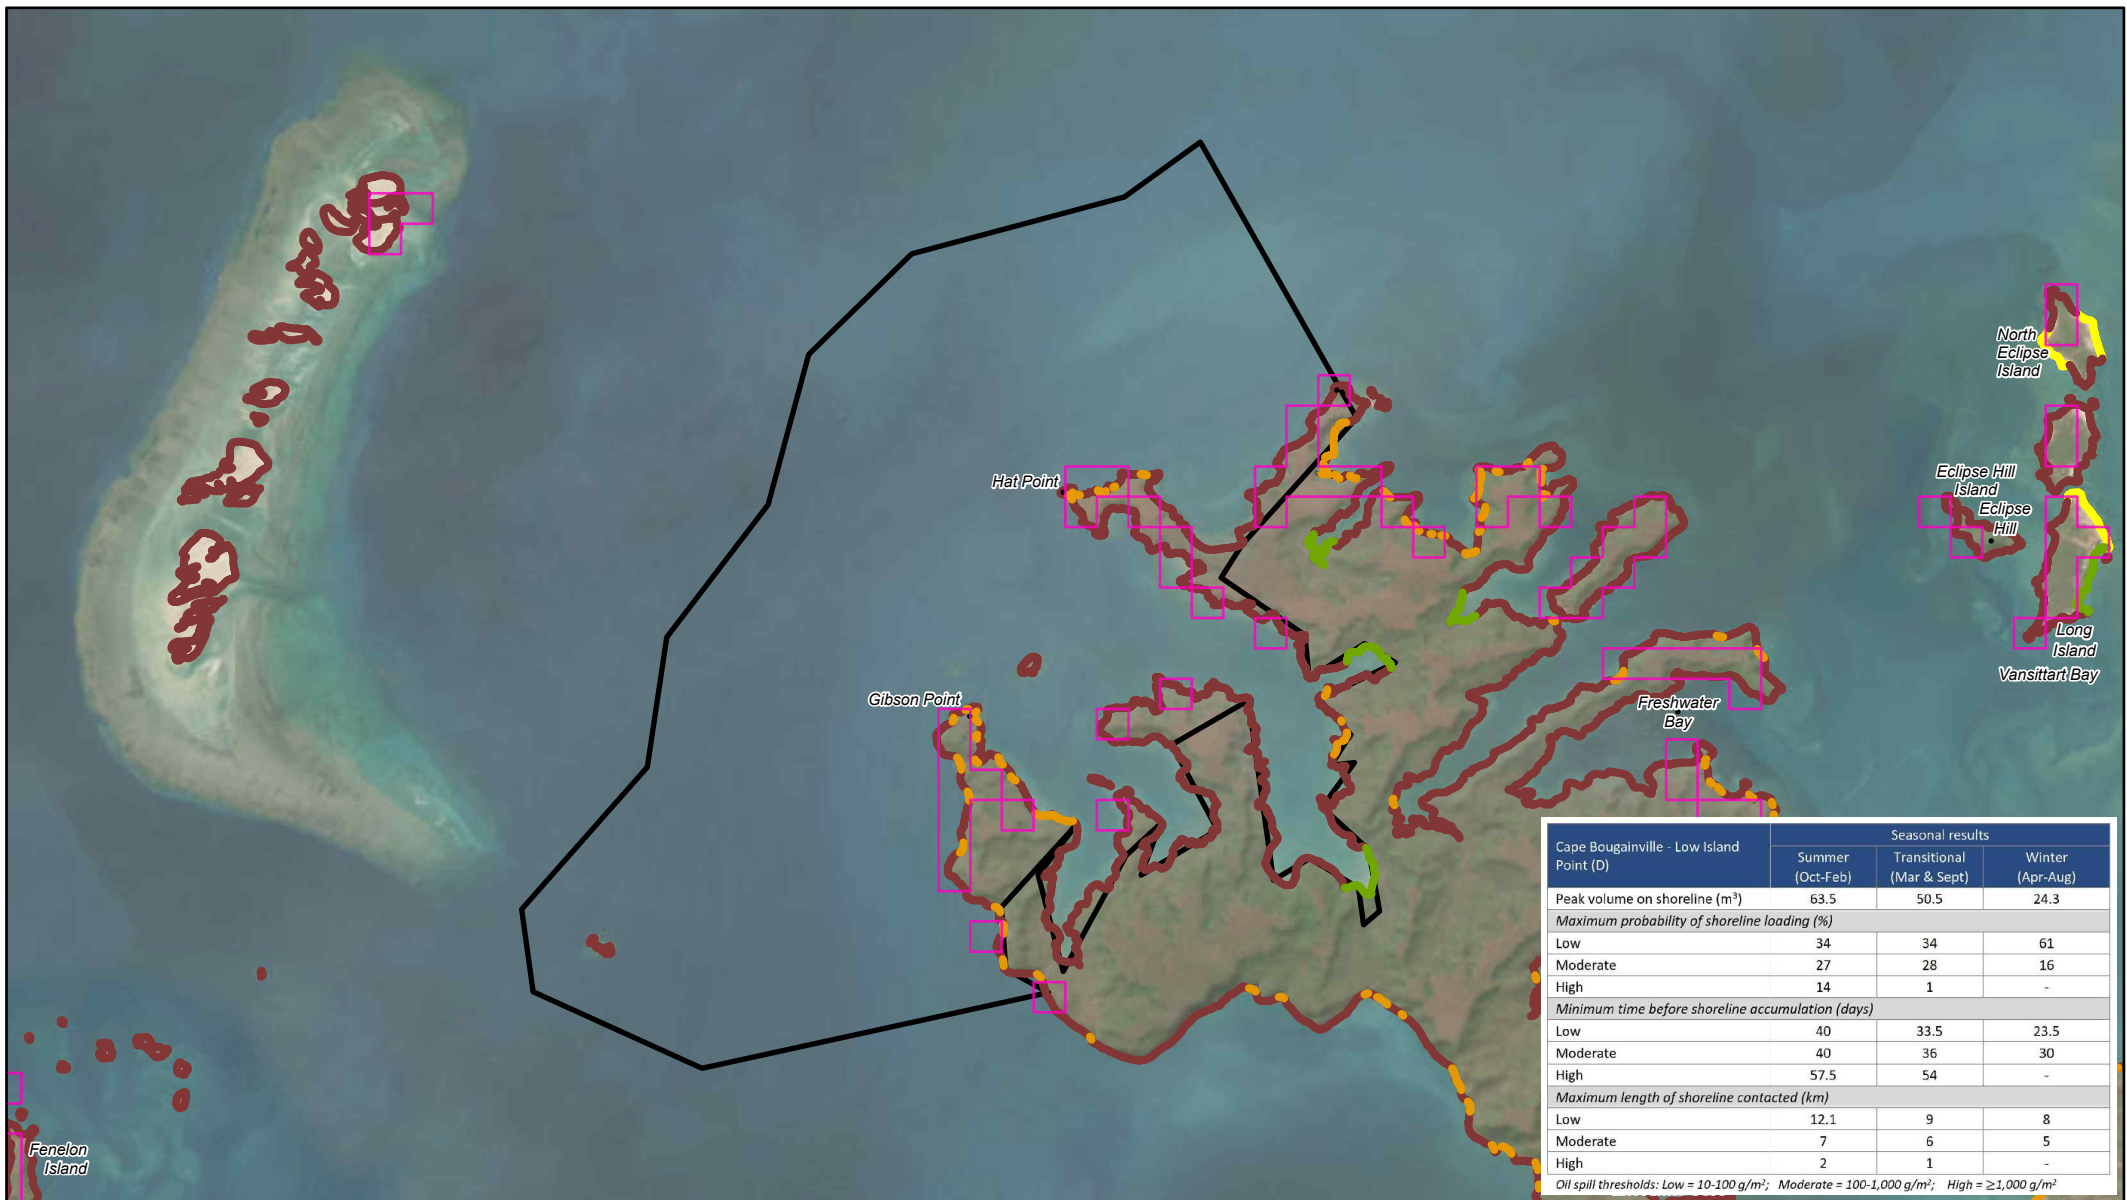 North
Eclipse
Island
Hat Point
Eclipse Hill
Island
Eclipse
Hill
Long
Island
Vansittart Bay
Gibson Point
Freshwater
Bay
Fenelon
Island
Cape Bougainville - Low Island Point (D) Seasonal results
Summer (Oct-Feb) Transitional (Mar & Sept) Winter (Apr-Aug)
Peak volume on shoreline (m³) 63.5 50.5 24.3
Maximum probability of shoreline loading (%)
Low 34 34 61
Moderate 27 28 16
High 14 1 -
Minimum time before shoreline accumulation (days)
Low 40 33.5 23.5
Moderate 40 36 30
High 57.5 54 -
Maximum length of shoreline contacted (km)
Low 12.1 9 8
Moderate 7 6 5
High 2 1 -
Oil spill thresholds: Low = 10-100 g/m²; Moderate = 100-1,000 g/m²; High = ≥1,000 g/m²